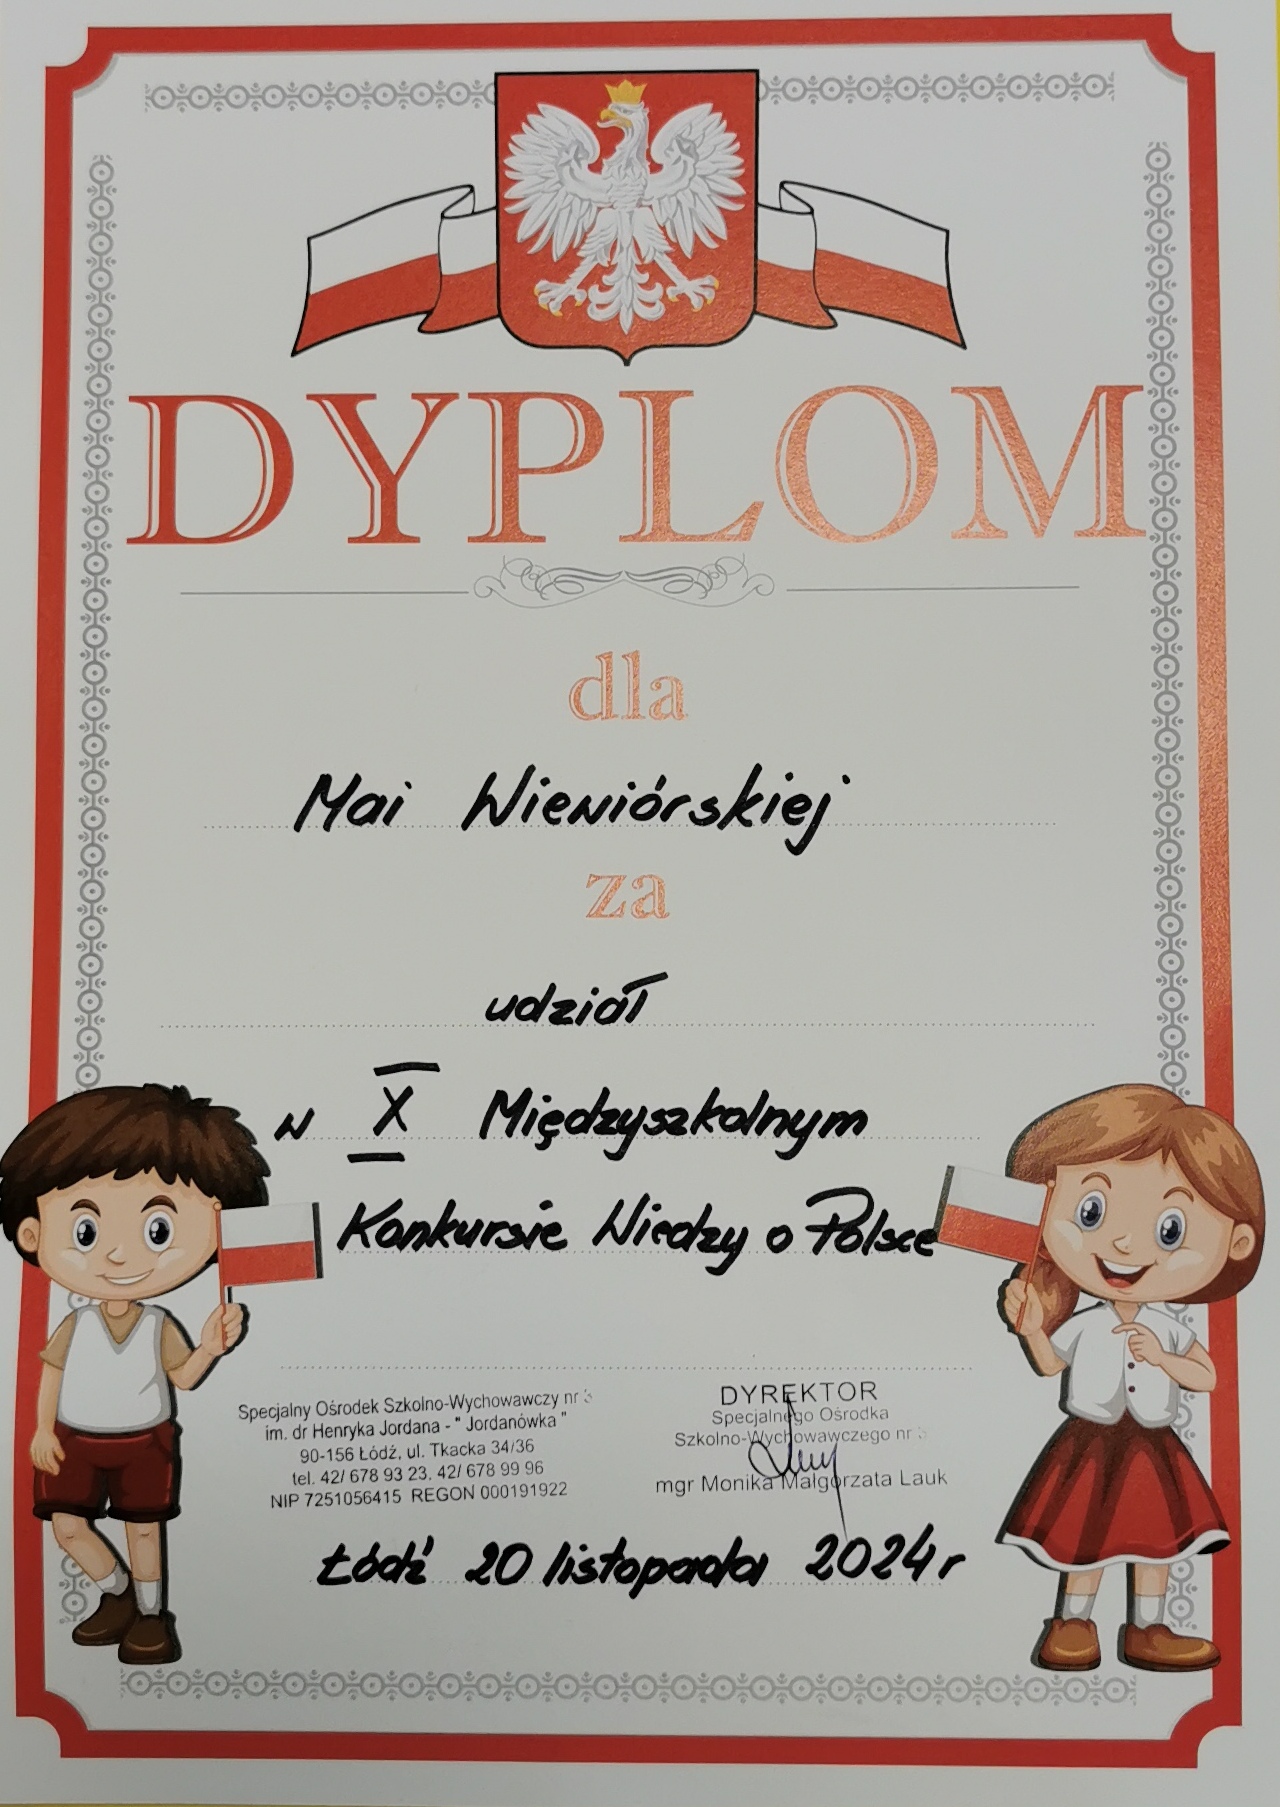 DYPLOM
dla
Mai Wieniórskiej
za
udział
w X Międzyszkolnym
Konkursie Wiedzy o Polsce
Specjalny Ośrodek Szkolno-Wychowawczy nr 3
im. dr Henryka Jordana - " Jordanówka "
90-156 Łódź, ul. Tkacka 34/36
tel. 42/ 678 93 23, 42/ 678 99 96
NIP 7251056415 REGON 000191922
DYREKTOR
Specjalnego Ośrodka
Szkolno-Wychowawczego nr 3
mgr Monika Małgorzata Lauk
Łódź 20 listopada 2024 r